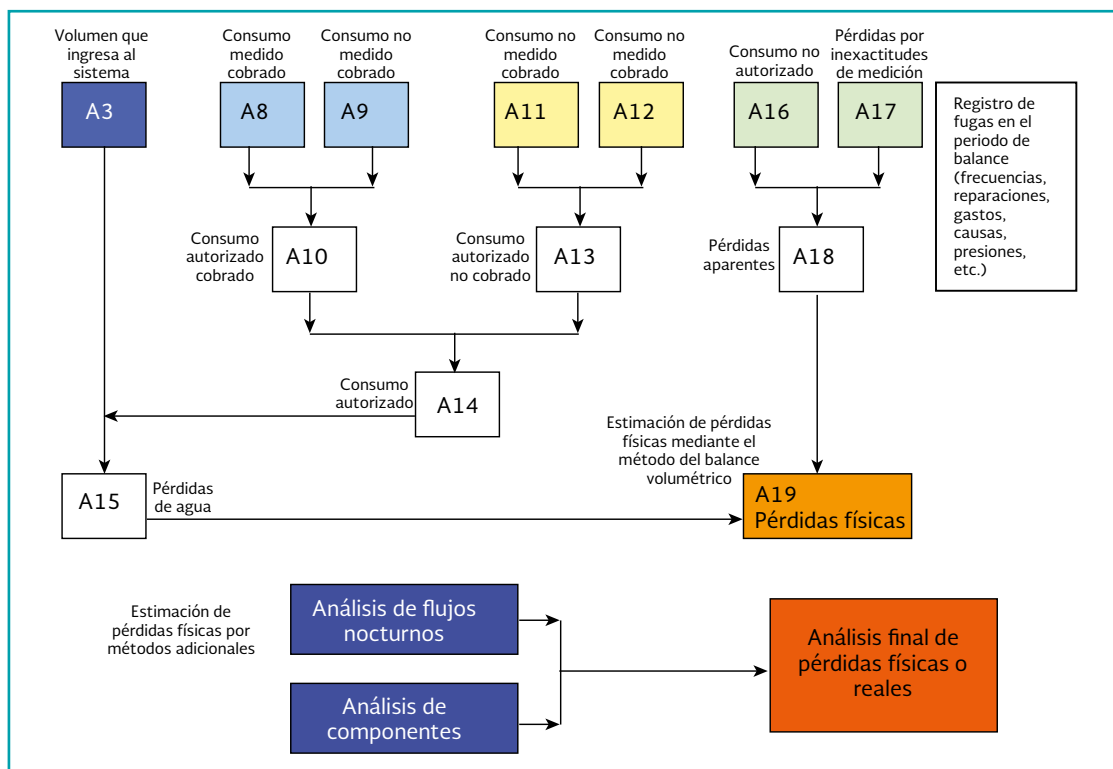 Volumen que
ingresa al
sistema
A3
Consumo
medido
cobrado
A8
Consumo no
medido
cobrado
A9
Consumo no
medido
cobrado
A11
Consumo no
medido
cobrado
A12
Consumo no
autorizado
A16
Pérdidas por
inexactitudes
de medición
A17
Registro de
fugas en el
periodo de
balance
(frecuencias,
reparaciones,
gastos,
causas,
presiones,
etc.)
Consumo
autorizado
cobrado
A10
Consumo
autorizado
no cobrado
A13
Pérdidas
aparentes
A18
Consumo
autorizado
A14
Estimación de pérdidas
físicas mediante el
método del balance
volumétrico
A15
Pérdidas
de agua
A19
Pérdidas físicas
Estimación de
pérdidas físicas por
métodos adicionales
Análisis de flujos
nocturnos
Análisis de
componentes
Análisis final de
pérdidas físicas o
reales